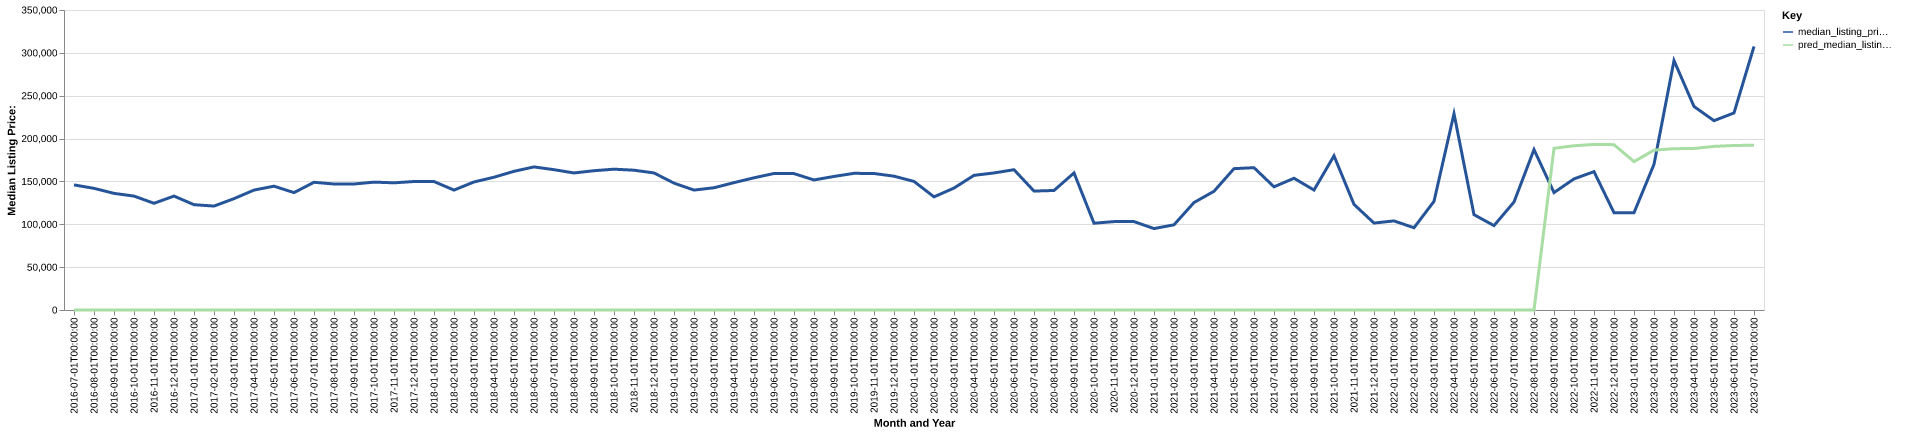 350,000
300,000
250,000
200,000
150,000
100,000
50,000
0
Median Listing Price:
2016-07-01T00:00:00
2016-08-01T00:00:00
2016-09-01T00:00:00
2016-10-01T00:00:00
2016-11-01T00:00:00
2016-12-01T00:00:00
2017-01-01T00:00:00
2017-02-01T00:00:00
2017-03-01T00:00:00
2017-04-01T00:00:00
2017-05-01T00:00:00
2017-06-01T00:00:00
2017-07-01T00:00:00
2017-08-01T00:00:00
2017-09-01T00:00:00
2017-10-01T00:00:00
2017-11-01T00:00:00
2017-12-01T00:00:00
2018-01-01T00:00:00
2018-02-01T00:00:00
2018-03-01T00:00:00
2018-04-01T00:00:00
2018-05-01T00:00:00
2018-06-01T00:00:00
2018-07-01T00:00:00
2018-08-01T00:00:00
2018-09-01T00:00:00
2018-10-01T00:00:00
2018-11-01T00:00:00
2018-12-01T00:00:00
2019-01-01T00:00:00
2019-02-01T00:00:00
2019-03-01T00:00:00
2019-04-01T00:00:00
2019-05-01T00:00:00
2019-06-01T00:00:00
2019-07-01T00:00:00
2019-08-01T00:00:00
2019-09-01T00:00:00
2019-10-01T00:00:00
2019-11-01T00:00:00
2019-12-01T00:00:00
2020-01-01T00:00:00
2020-02-01T00:00:00
2020-03-01T00:00:00
2020-04-01T00:00:00
2020-05-01T00:00:00
2020-06-01T00:00:00
2020-07-01T00:00:00
2020-08-01T00:00:00
2020-09-01T00:00:00
2020-10-01T00:00:00
2020-11-01T00:00:00
2020-12-01T00:00:00
2021-01-01T00:00:00
2021-02-01T00:00:00
2021-03-01T00:00:00
2021-04-01T00:00:00
2021-05-01T00:00:00
2021-06-01T00:00:00
2021-07-01T00:00:00
2021-08-01T00:00:00
2021-09-01T00:00:00
2021-10-01T00:00:00
2021-11-01T00:00:00
2021-12-01T00:00:00
2022-01-01T00:00:00
2022-02-01T00:00:00
2022-03-01T00:00:00
2022-04-01T00:00:00
2022-05-01T00:00:00
2022-06-01T00:00:00
2022-07-01T00:00:00
2022-08-01T00:00:00
2022-09-01T00:00:00
2022-10-01T00:00:00
2022-11-01T00:00:00
2022-12-01T00:00:00
2023-01-01T00:00:00
2023-02-01T00:00:00
2023-03-01T00:00:00
2023-04-01T00:00:00
2023-05-01T00:00:00
2023-06-01T00:00:00
2023-07-01T00:00:00
Month and Year
Key
median_listing_pri…
pred_median_listin…